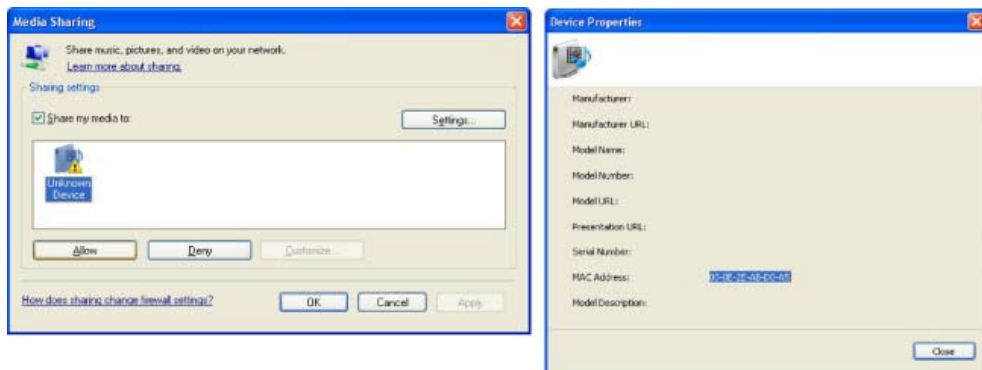 Media Sharing
Share music, pictures, and video on your network.
Learn more about sharing.
Sharing settings
Share my media to:
Settings...
Unknown
Device
Allow
Deny
Customize...
How does sharing change firewall settings?
OK
Cancel
Apply
Device Properties
Manufacturer:
Manufacturer URL:
Model Name:
Model Number:
Model URL:
Presentation URL:
Serial Number:
MAC Address:
Model Description:
Close